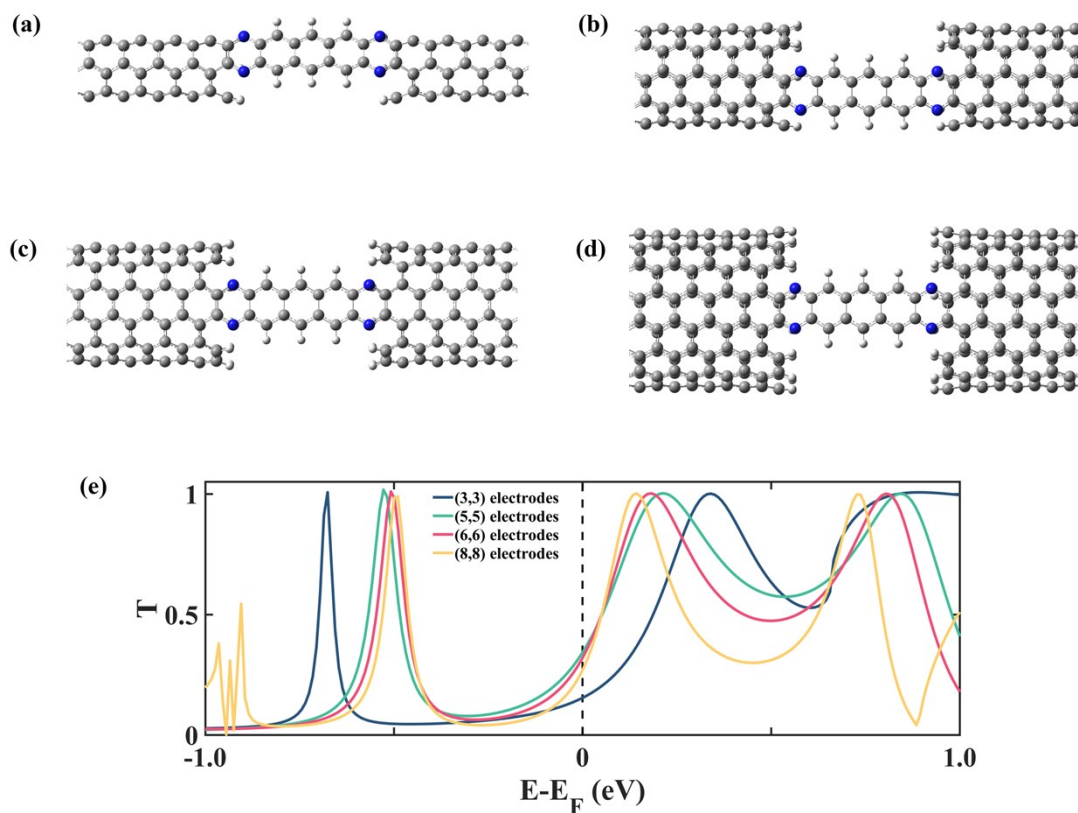 (a)
(b)
(c)
(d)
(e)
1
0.5
0
T
(3,3) electrodes
(5,5) electrodes
(6,6) electrodes
(8,8) electrodes
-1.0
0
1.0
E-E_F (eV)